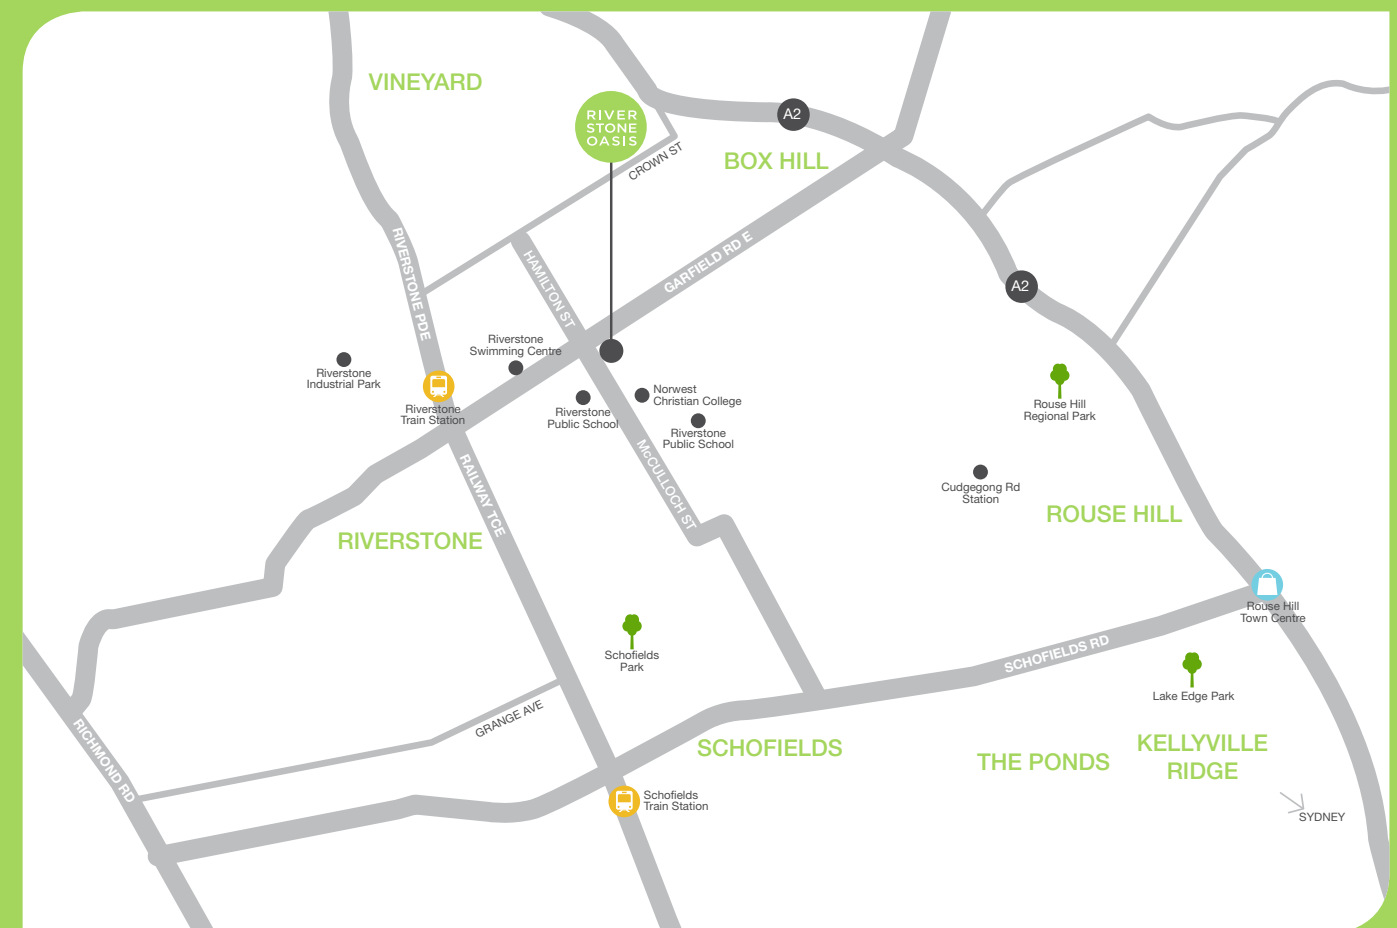 VINEYARD
RIVER
STONE
OASIS
A2
CROWN ST
BOX HILL
RIVERSTONE PDE
HAMILTON ST
GARFIELD RD E
A2
Riverstone
Swimming Centre
Riverstone
Industrial Park
Riverstone
Train Station
Riverstone
Public School
Norwest
Christian College
Riverstone
Public School
Rouse Hill
Regional Park
RAILWAY TCE
McCULLOCH ST
Cudgegong Rd
Station
ROUSE HILL
RIVERSTONE
Rouse Hill
Town Centre
Schofields
Park
SCHOFIELDS RD
Lake Edge Park
GRANGE AVE
RICHMOND RD
SCHOFIELDS
THE PONDS
KELLYVILLE
RIDGE
Schofields
Train Station
SYDNEY